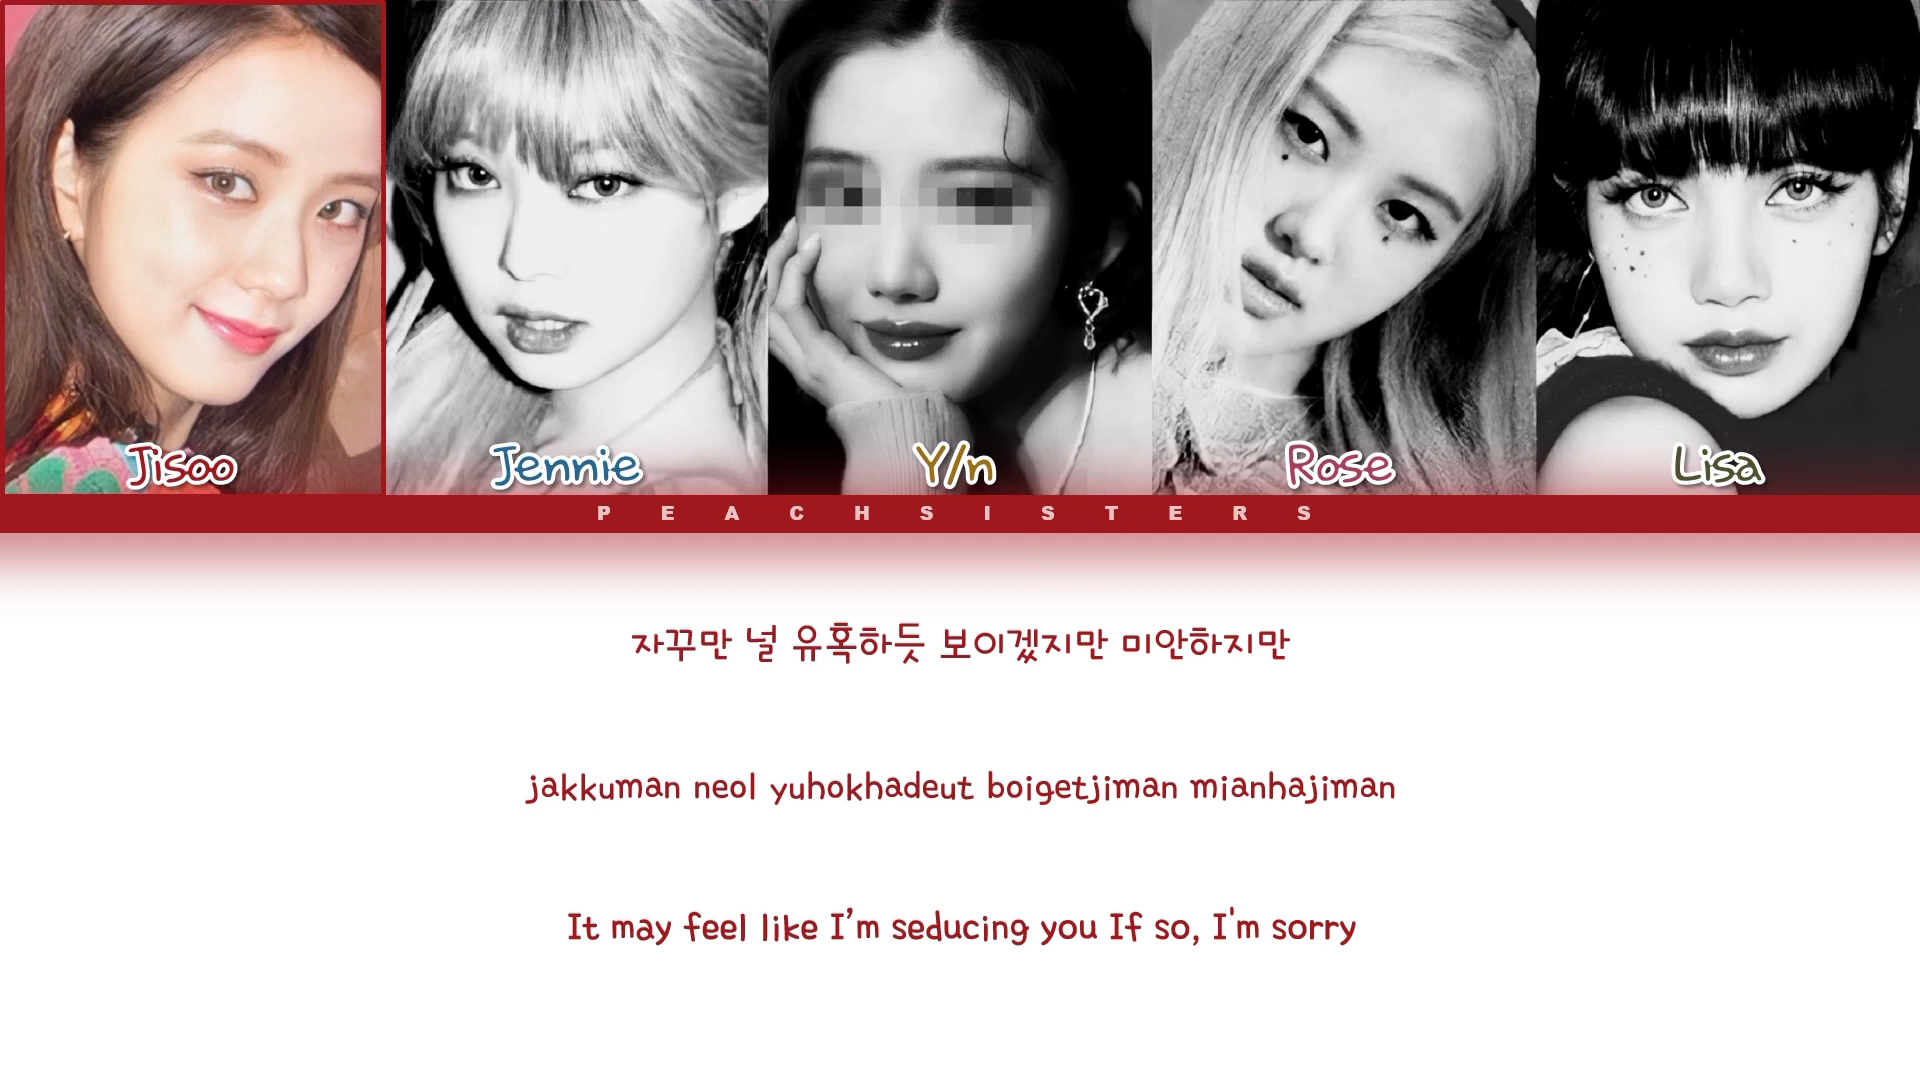 Jisoo
Jennie
Y/n
Rose
Lisa
PEACHSISTERS
자꾸만 널 유혹하듯 보이겠지만 미안하지만
jakkuman neol yuhokhadeut boigetjiman mianhajiman
It may feel like I’m seducing you If so, I'm sorry